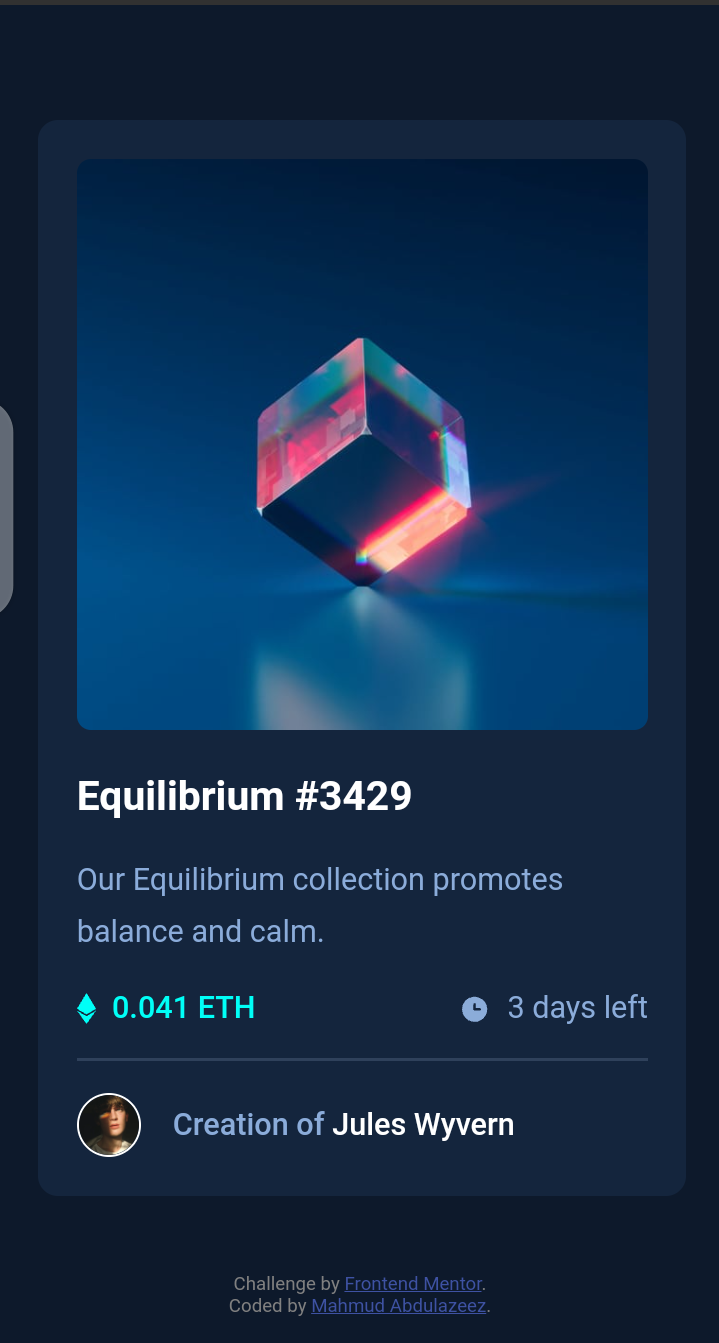 Equilibrium #3429
Our Equilibrium collection promotes
balance and calm.
0.041 ETH
3 days left
Creation of Jules Wyvern
Challenge by Frontend Mentor.
Coded by Mahmud Abdulazeez.